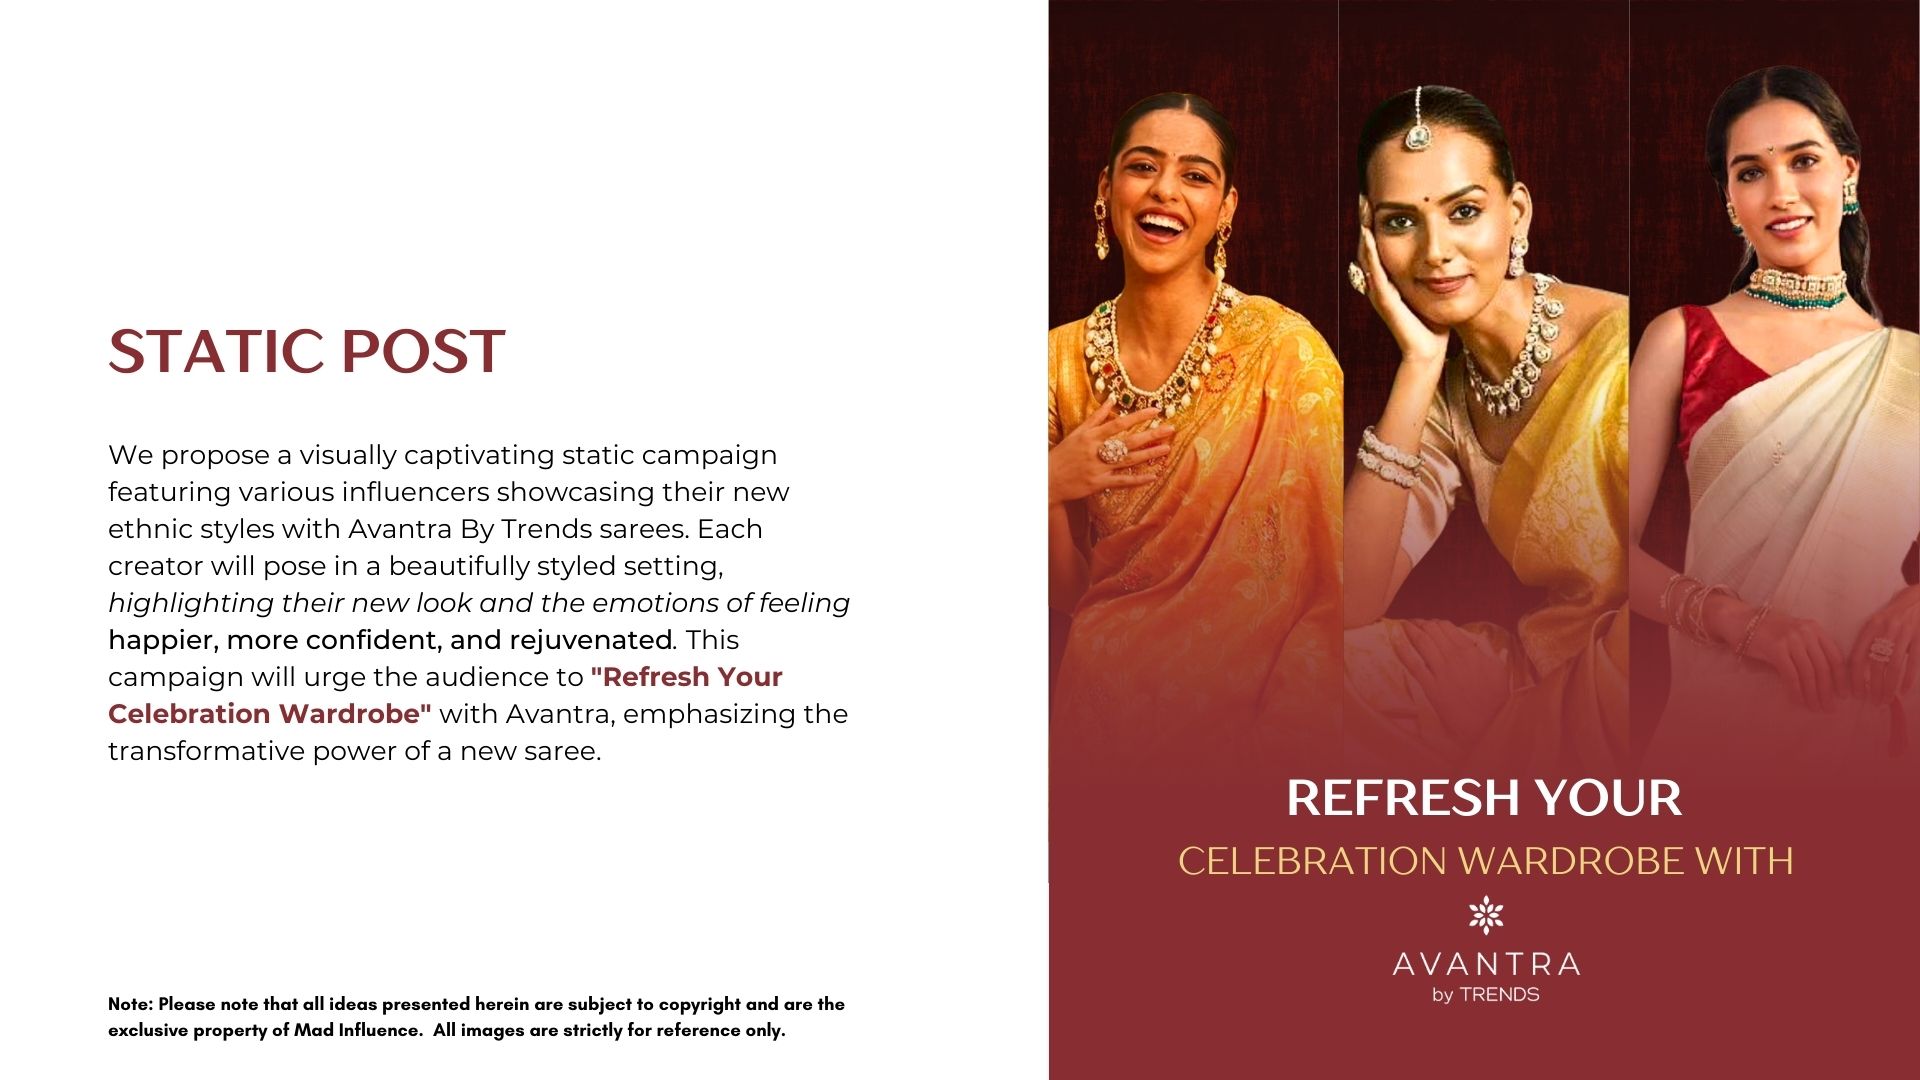 STATIC POST
We propose a visually captivating static campaign
featuring various influencers showcasing their new
ethnic styles with Avantra By Trends sarees. Each
creator will pose in a beautifully styled setting,
highlighting their new look and the emotions of feeling
happier, more confident, and rejuvenated. This
campaign will urge the audience to "Refresh Your
Celebration Wardrobe" with Avantra, emphasizing the
transformative power of a new saree.
Note: Please note that all ideas presented herein are subject to copyright and are the
exclusive property of Mad Influence.  All images are strictly for reference only.
REFRESH YOUR
CELEBRATION WARDROBE WITH
AVANTRA
by TRENDS